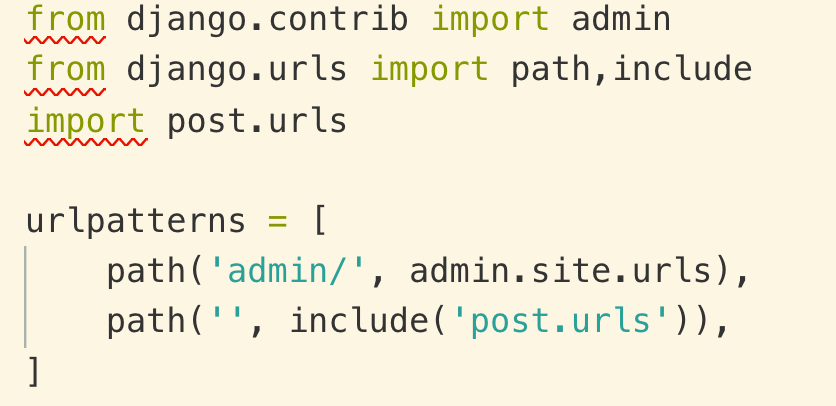 from django.contrib import admin
from django.urls import path,include
import post.urls
urlpatterns = [
    path('admin/', admin.site.urls),
    path('', include('post.urls')),
]